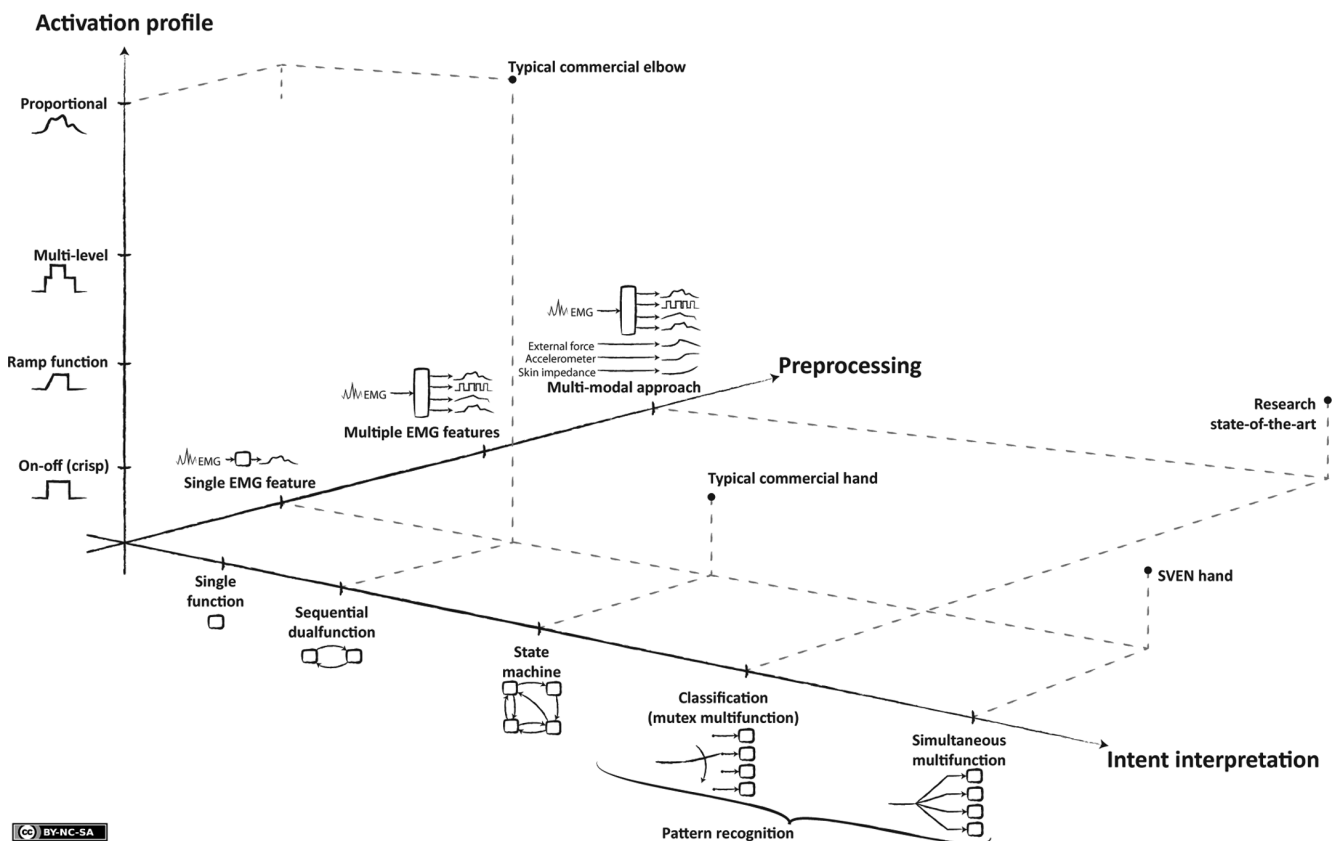 Activation profile
Typical commercial elbow
Proportional
Multi-level
EMG
External force
Accelerometer
Skin impedance
Multi-modal approach
Preprocessing
Ramp function
EMG
Multiple EMG features
Research
state-of-the-art
On-off (crisp)
EMG
Single EMG feature
Typical commercial hand
Single
function
SVEN hand
Sequential
dualfunction
State
machine
Classification
(mutex multifunction)
Simultaneous
multifunction
Intent interpretation
Pattern recognition
cc BY-NC-SA